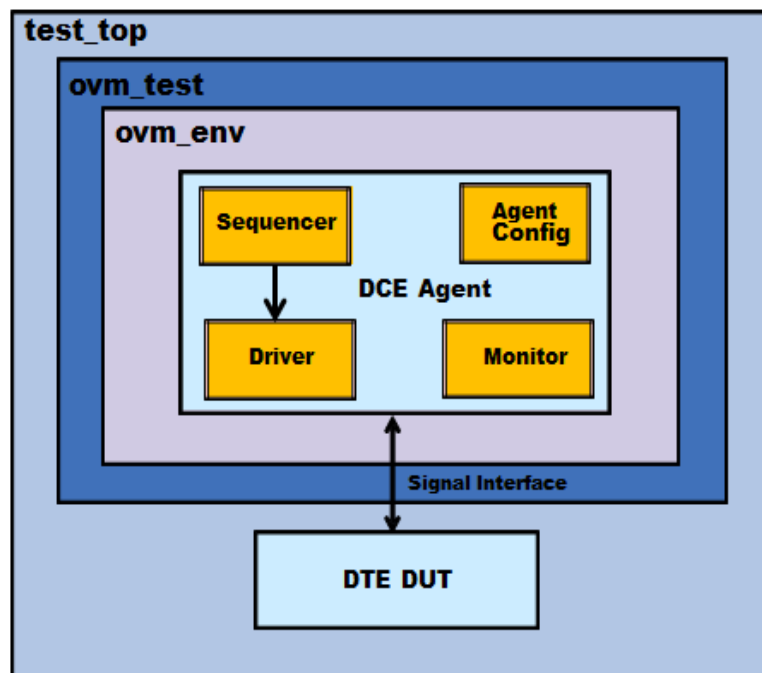 test_top
ovm_test
ovm_env
Sequencer
Agent
Config
DCE Agent
Driver
Monitor
Signal Interface
DTE DUT